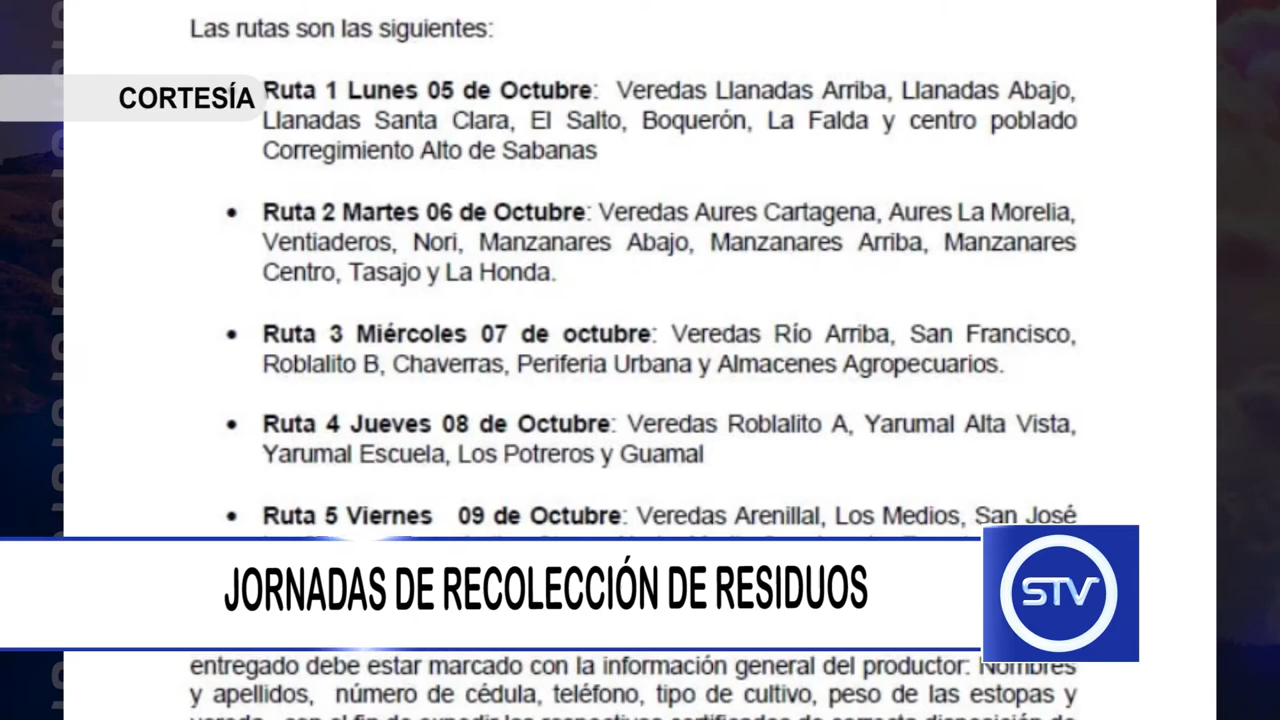 Las rutas son las siguientes:
CORTESÍA
Ruta 1 Lunes 05 de Octubre: Veredas Llanadas Arriba, Llanadas Abajo,
Llanadas Santa Clara, El Salto, Boquerón, La Falda y centro poblado
Corregimiento Alto de Sabanas
• Ruta 2 Martes 06 de Octubre: Veredas Aures Cartagena, Aures La Morelia,
Ventiaderos, Nori, Manzanares Abajo, Manzanares Arriba, Manzanares
Centro, Tasajo y La Honda.
• Ruta 3 Miércoles 07 de octubre: Veredas Río Arriba, San Francisco,
Roblalito B, Chaverras, Periferia Urbana y Almacenes Agropecuarios.
• Ruta 4 Jueves 08 de Octubre: Veredas Roblalito A, Yarumal Alta Vista,
Yarumal Escuela, Los Potreros y Guamal
• Ruta 5 Viernes 09 de Octubre: Veredas Arenillal, Los Medios, San José
JORNADAS DE RECOLECCIÓN DE RESIDUOS
STV
entregado debe estar marcado con la información general del productor: Nombres
y apellidos, número de cédula, teléfono, tipo de cultivo, peso de las estopas y